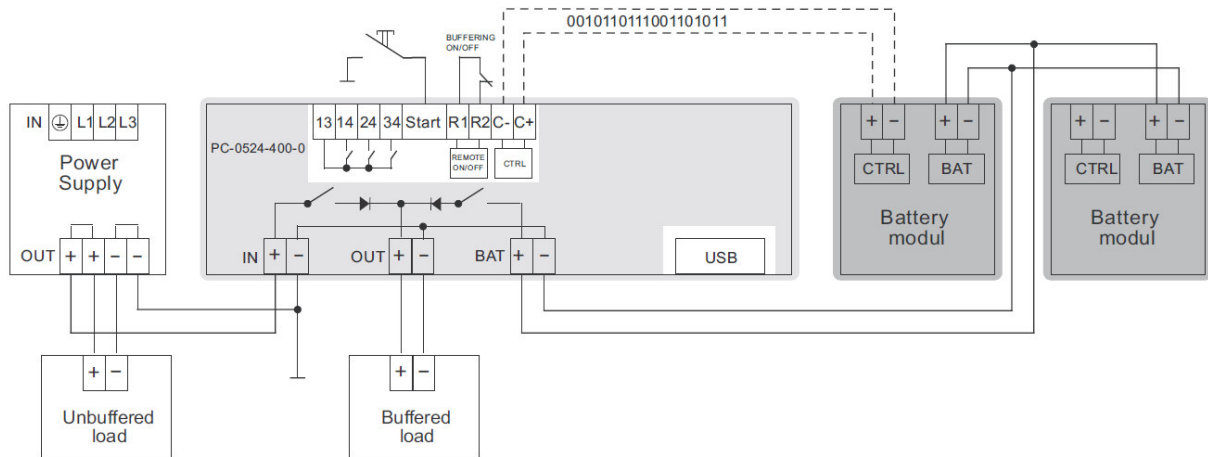 0010110111001101011
BUFFERING
ON/OFF
IN L1 L2 L3
Power
Supply
OUT + + − −
PC-0524-400-0
13 14 24 34 Start R1 R2 C- C+
REMOTE
ON/OFF
CTRL
IN + −
OUT + −
BAT + −
USB
+ − + −
CTRL BAT
Battery
modul
+ − + −
CTRL BAT
Battery
modul
+ −
Unbuffered
load
+ −
Buffered
load